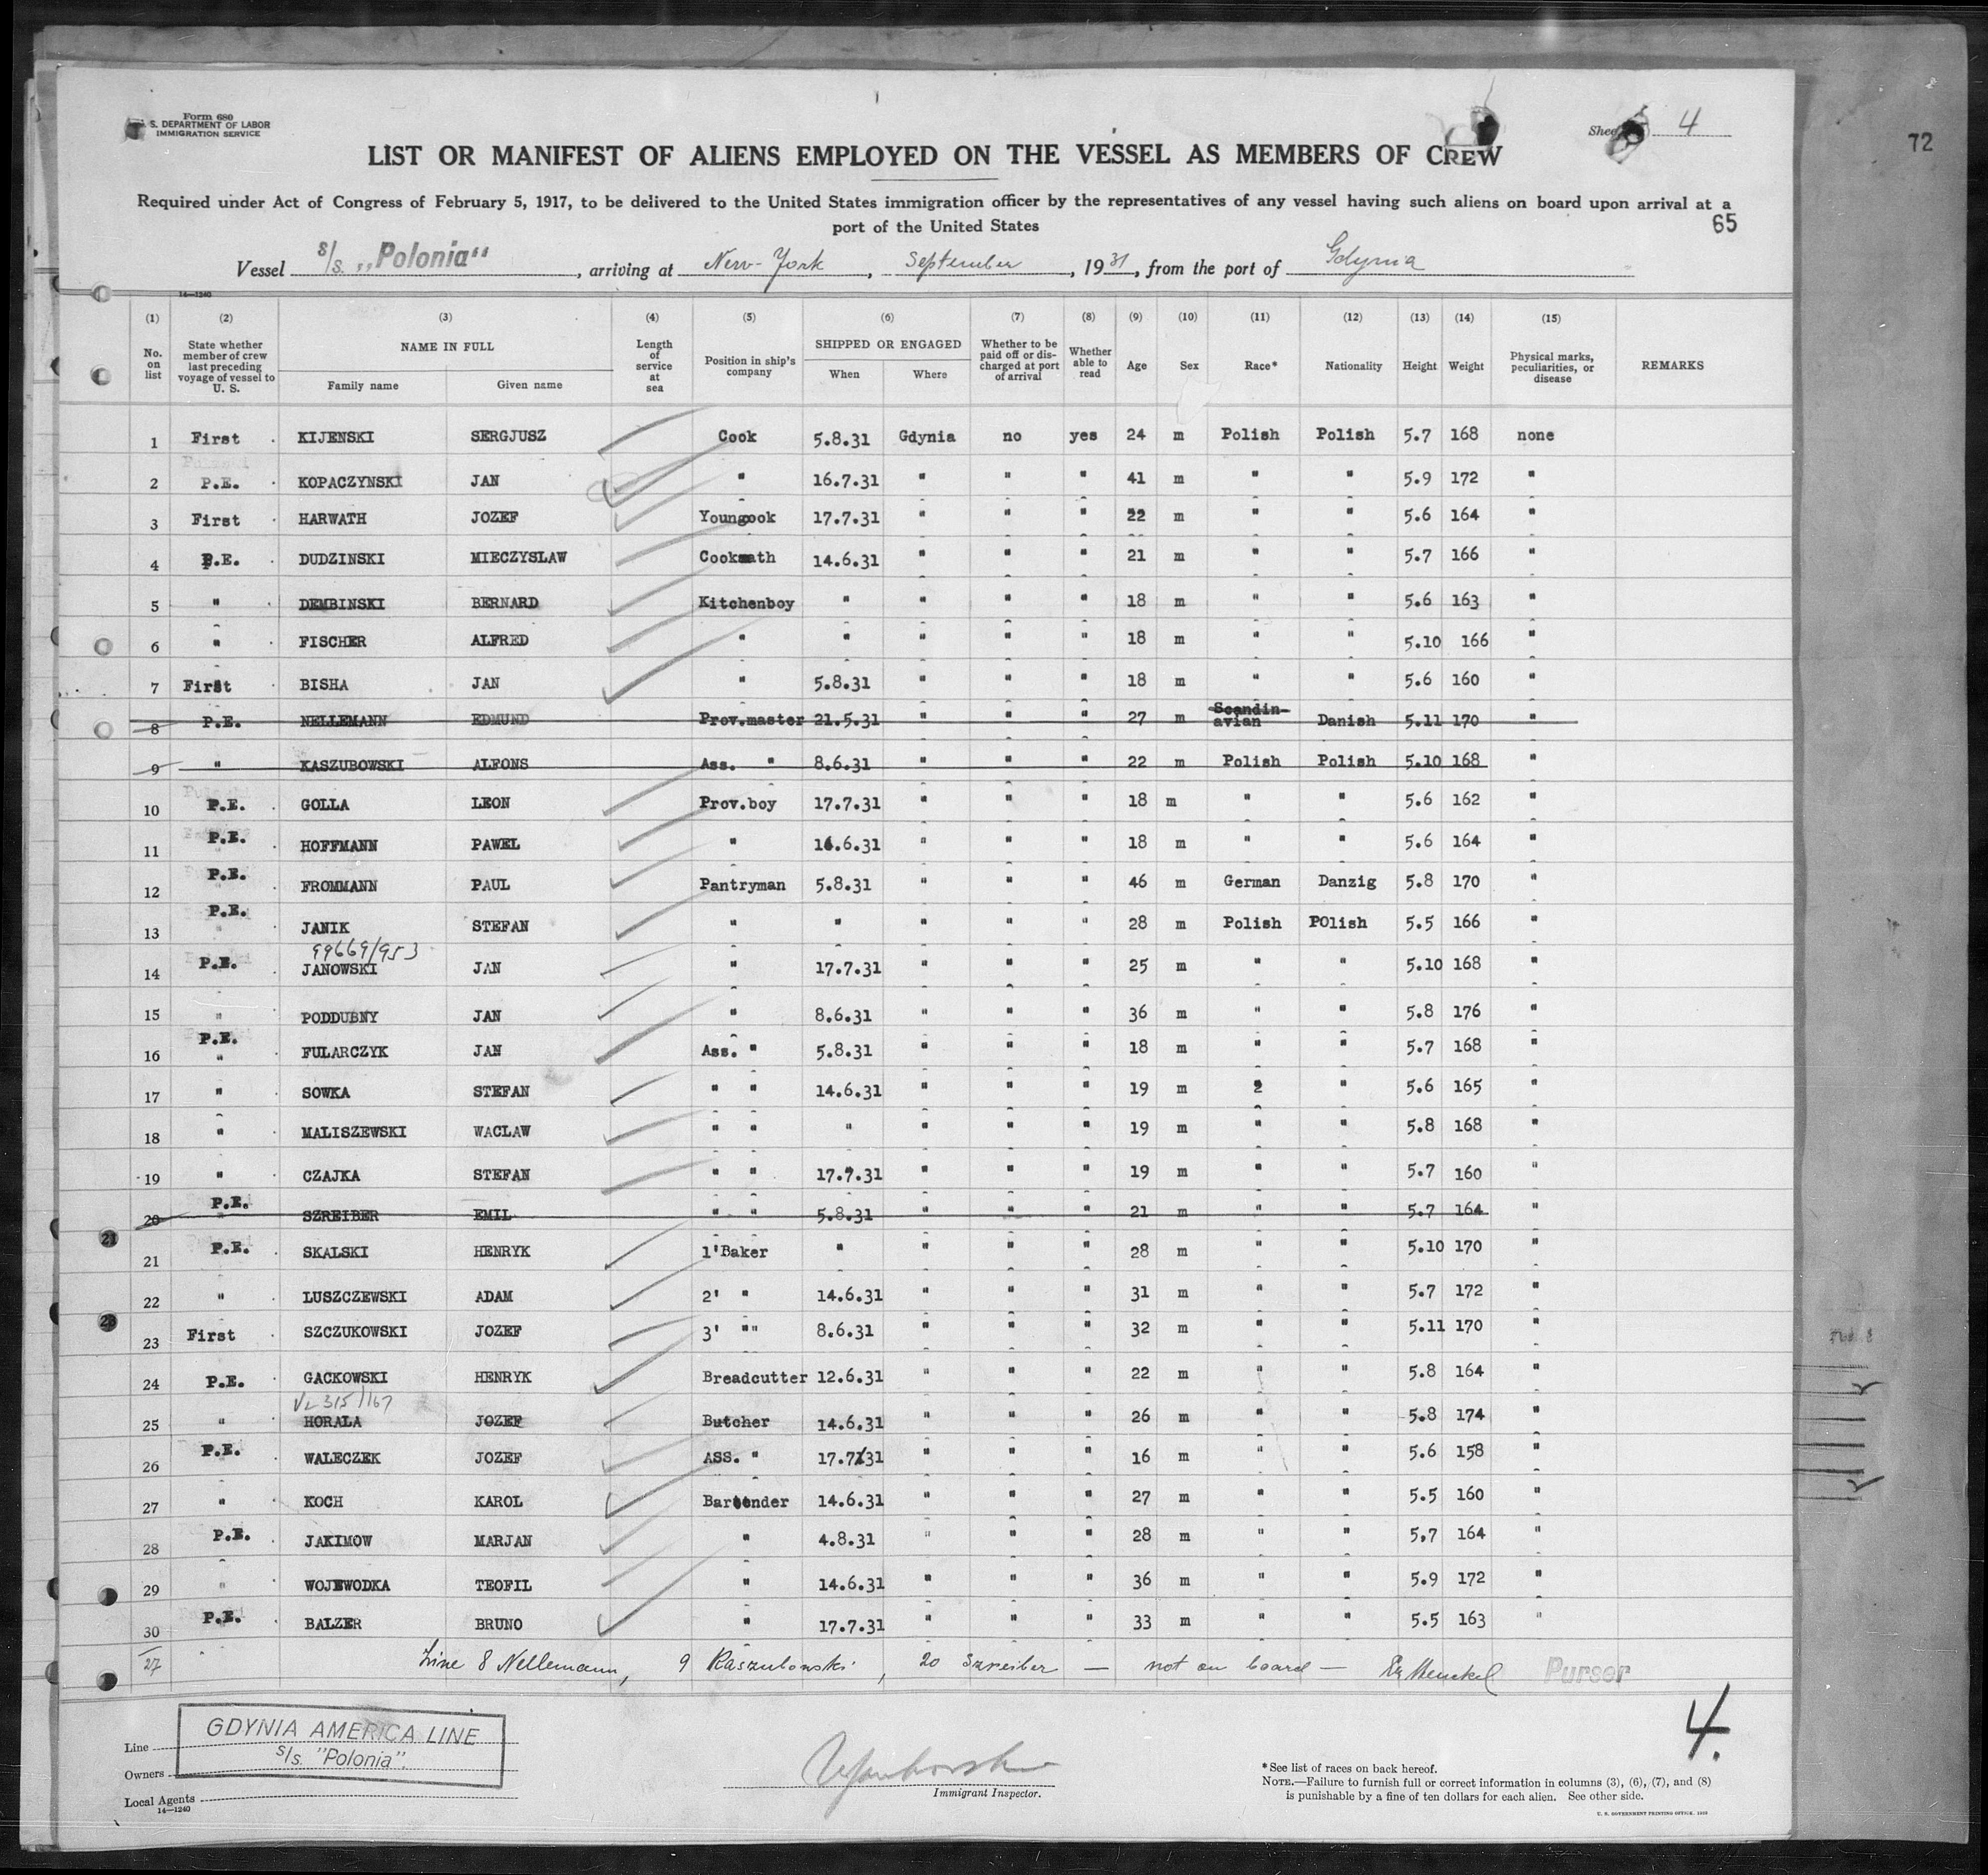 Form 680
S. DEPARTMENT OF LABOR
IMMIGRATION SERVICE
Sheet 4
72
LIST OR MANIFEST OF ALIENS EMPLOYED ON THE VESSEL AS MEMBERS OF CREW
Required under Act of Congress of February 5, 1917, to be delivered to the United States immigration officer by the representatives of any vessel having such aliens on board upon arrival at a
port of the United States
65
Vessel s/s. „Polonia“, arriving at New-York, September, 1931, from the port of Gdynia
14—1240
(1) (2) (3) (4) (5) (6) (7) (8) (9) (10) (11) (12) (13) (14) (15)
No. on list State whether member of crew last preceding voyage of vessel to U. S. NAME IN FULL Family name Given name Length of service at sea Position in ship's company SHIPPED OR ENGAGED When Where Whether to be paid off or discharged at port of arrival Whether able to read Age Sex Race* Nationality Height Weight Physical marks, peculiarities, or disease REMARKS
1 First KIJENSKI SERGJUSZ Cook 5.8.31 Gdynia no yes 24 m Polish Polish 5.7 168 none
2 P.E. KOPACZYNSKI JAN " 16.7.31 " " " 41 m " " 5.9 172 "
3 First HARWATH JOZEF Youngook 17.7.31 " " " 22 m " " 5.6 164 "
4 P.E. DUDZINSKI MIECZYSLAW Cooksmath 14.6.31 " " " 21 m " " 5.7 166 "
5 " DEMBINSKI BERNARD Kitchenboy " " " " 18 m " " 5.6 163 "
6 " FISCHER ALFRED " " " " " 18 m " " 5.10 166 "
7 First BISHA JAN " 5.8.31 " " " 18 m " " 5.6 160 "
8 P.E. NELLEMANN EDMUND Prov.master 21.5.31 " " " 27 m Scandin-avian Danish 5.11 170 "
9 " KASZUBOWSKI ALFONS Ass. " 8.6.31 " " " 22 m Polish Polish 5.10 168 "
10 P.E. GOLLA LEON Prov.boy 17.7.31 " " " 18 m " " 5.6 162 "
11 P.E. HOFFMANN PAWEL " 16.6.31 " " " 18 m " " 5.6 164 "
12 P.E. FROMMANN PAUL Pantryman 5.8.31 " " " 46 m German Danzig 5.8 170 "
13 P.E. JANIK STEFAN " " " " " 28 m Polish POlish 5.5 166 "
99669/953
14 P.E. JANOWSKI JAN " 17.7.31 " " " 25 m " " 5.10 168 "
15 " PODDUBNY JAN " 8.6.31 " " " 36 m " " 5.8 176 "
16 P.E. " FULARCZYK JAN Ass. " 5.8.31 " " " 18 m " " 5.7 168 "
17 " SOWKA STEFAN " " 14.6.31 " " " 19 m 2 " 5.6 165 "
18 " MALISZEWSKI WACLAW " " " " " " 19 m " " 5.8 168 "
19 " CZAJKA STEFAN " " 17.7.31 " " " 19 m " " 5.7 160 "
20 P.E. SZREIBER EMIL " " 5.8.31 " " " 21 m " " 5.7 164 "
21
21 P.E. SKALSKI HENRYK 1'Baker " " " " 28 m " " 5.10 170 "
22 " LUSZCZEWSKI ADAM 2' " 14.6.31 " " " 31 m " " 5.7 172 "
23 First SZCZUKOWSKI JOZEF 3' "" 8.6.31 " " " 32 m " " 5.11 170 "
24 P.E. GACKOWSKI HENRYK Breadcutter 12.6.31 " " " 22 m " " 5.8 164 "
VL 315/167
25 " HORALA JOZEF Butcher 14.6.31 " " " 26 m " " 5.8 174 "
26 P.E. WALECZEK JOZEF ASS. " 17.7.31 " " " 16 m " " 5.6 158 "
27 " KOCH KAROL Bartender 14.6.31 " " " 27 m " " 5.5 160 "
28 P.E. JAKIMOW MARJAN " 4.8.31 " " " 28 m " " 5,7 164 "
29 " WOJEWODKA TEOFIL " 14.6.31 " " " 36 m " " 5.9 172 "
30 P.E. BALZER BRUNO " 17.7.31 " " " 33 m " " 5.5 163 "
27 Line 8 Nellemann, 9 Kaszubowski, 20 Szreiber — not on board — Purser
4.
Line GDYNIA AMERICA LINE
Owners s/s. "Polonia".
Local Agents
14—1240
Immigrant Inspector.
*See list of races on back hereof.
NOTE.—Failure to furnish full or correct information in columns (3), (6), (7), and (8)
is punishable by a fine of ten dollars for each alien. See other side.
U. S. GOVERNMENT PRINTING OFFICE